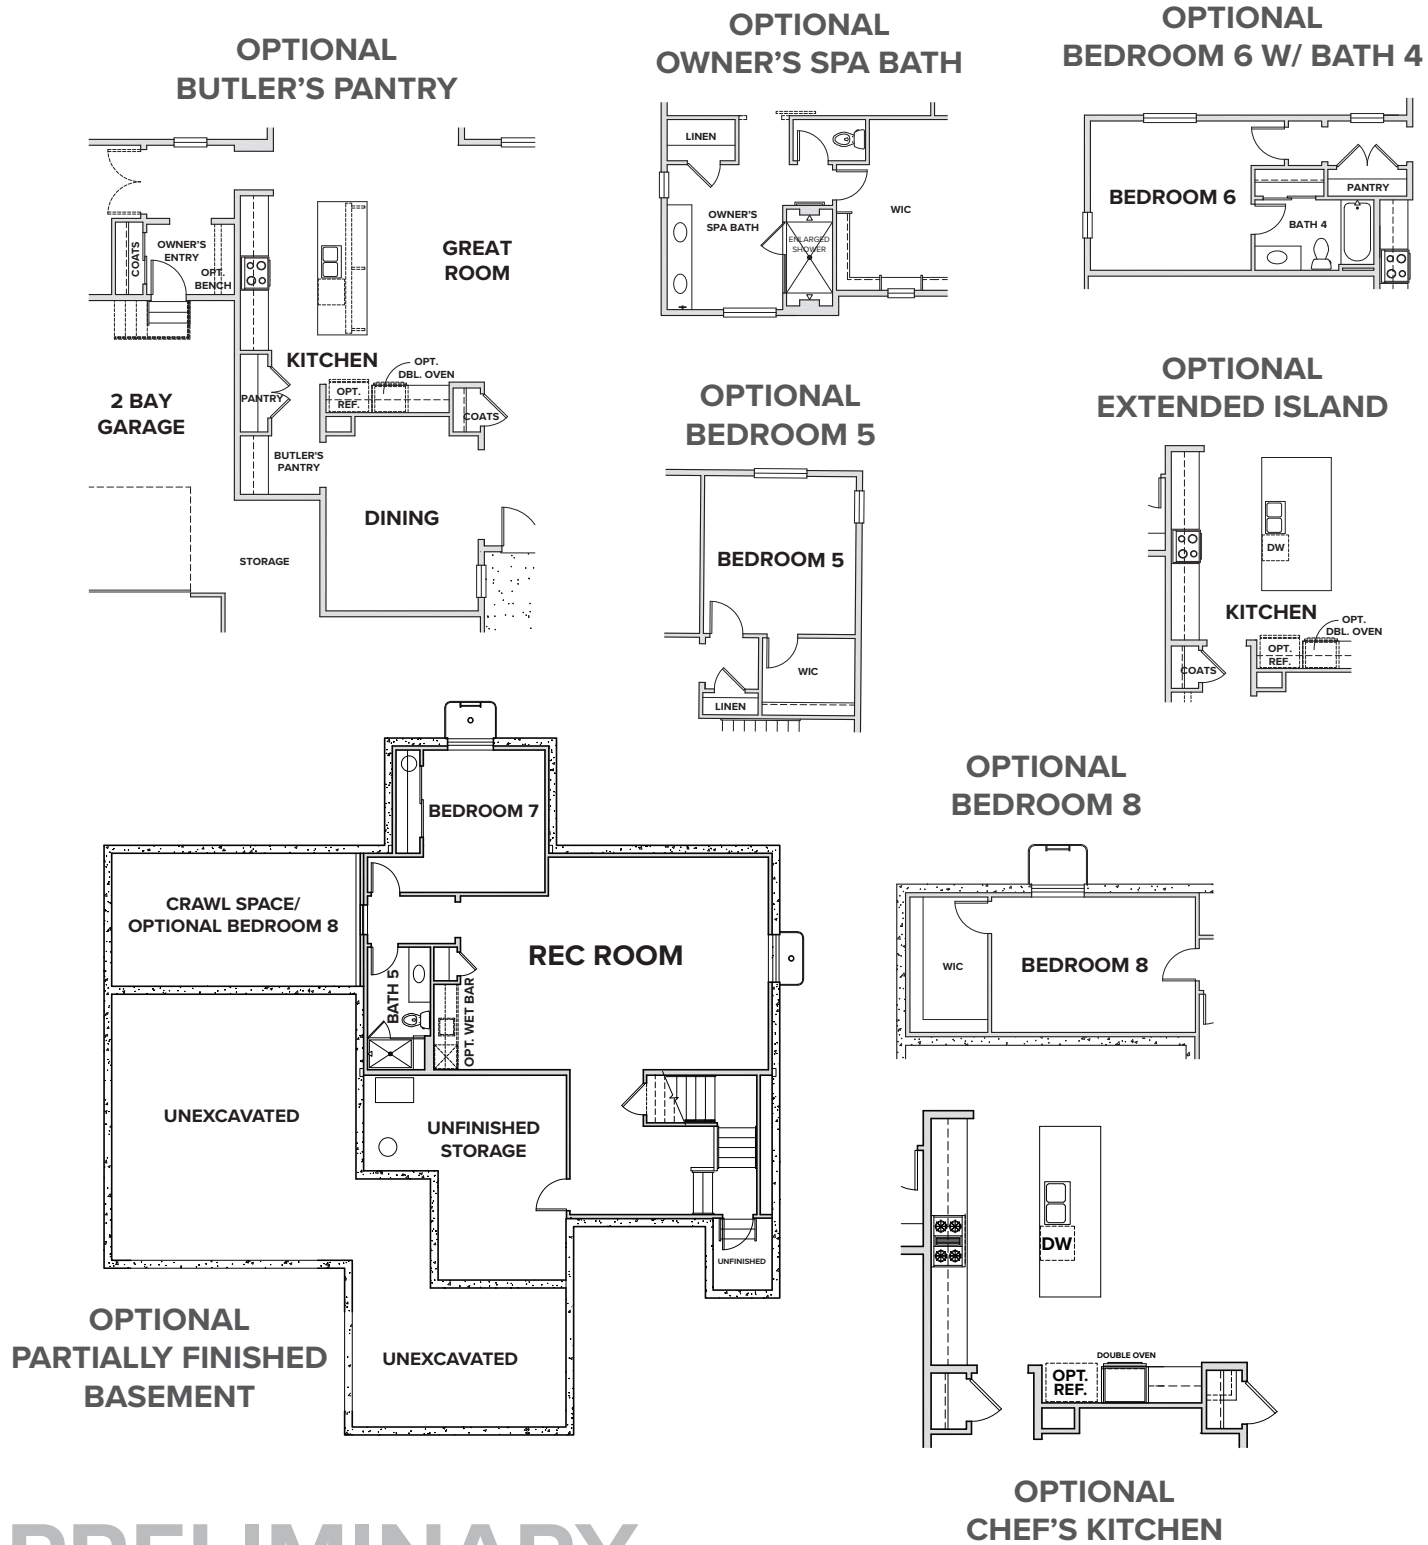 OPTIONAL
BUTLER'S PANTRY
COATS
OWNER'S
ENTRY
OPT.
BENCH
GREAT
ROOM
KITCHEN
OPT.
DBL. OVEN
OPT.
REF.
PANTRY
COATS
2 BAY
GARAGE
BUTLER'S
PANTRY
DINING
STORAGE
OPTIONAL
OWNER'S SPA BATH
LINEN
OWNER'S
SPA BATH
ENLARGED
SHOWER
WIC
OPTIONAL
BEDROOM 6 W/ BATH 4
BEDROOM 6
PANTRY
BATH 4
OPTIONAL
BEDROOM 5
BEDROOM 5
WIC
LINEN
OPTIONAL
EXTENDED ISLAND
DW
KITCHEN
OPT.
DBL. OVEN
OPT.
REF.
COATS
BEDROOM 7
CRAWL SPACE/
OPTIONAL BEDROOM 8
REC ROOM
BATH 5
OPT. WET BAR
UNEXCAVATED
UNFINISHED
STORAGE
UNFINISHED
UNEXCAVATED
OPTIONAL
PARTIALLY FINISHED
BASEMENT
OPTIONAL
BEDROOM 8
WIC
BEDROOM 8
DW
DOUBLE OVEN
OPT.
REF.
OPTIONAL
CHEF'S KITCHEN
PRELIMINARY